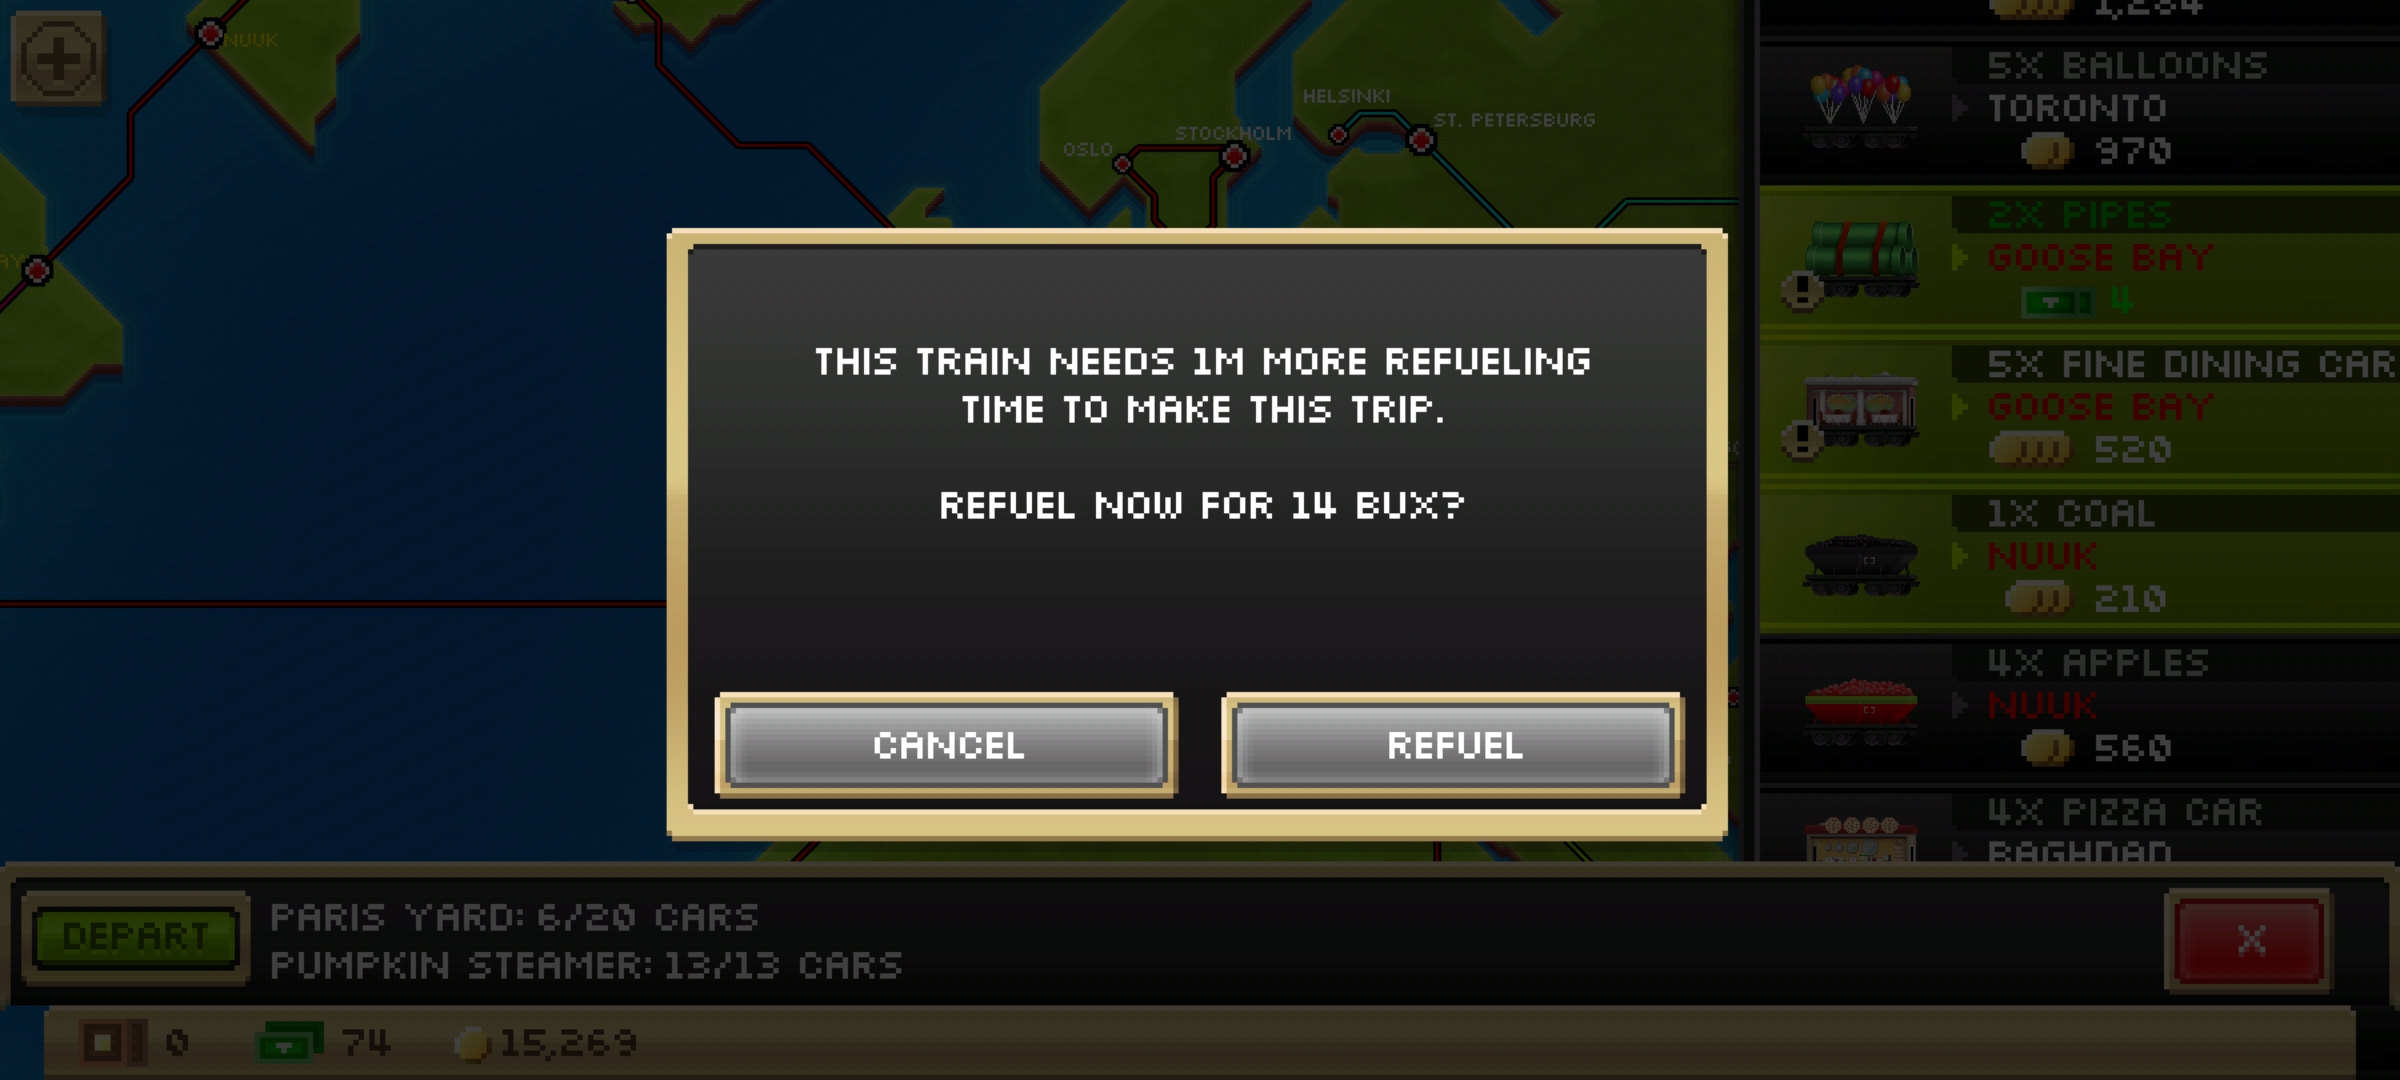 NUUK
HELSINKI
ST. PETERSBURG
STOCKHOLM
OSLO
5X BALLOONS
TORONTO
970
2X PIPES
GOOSE BAY
4
5X FINE DINING CAR
GOOSE BAY
520
1X COAL
NUUK
210
4X APPLES
NUUK
560
4X PIZZA CAR
BAGHDAD
THIS TRAIN NEEDS 1M MORE REFUELING
TIME TO MAKE THIS TRIP.
REFUEL NOW FOR 14 BUX?
CANCEL
REFUEL
DEPART
PARIS YARD: 6/20 CARS
PUMPKIN STEAMER: 13/13 CARS
X
0
74
15,269